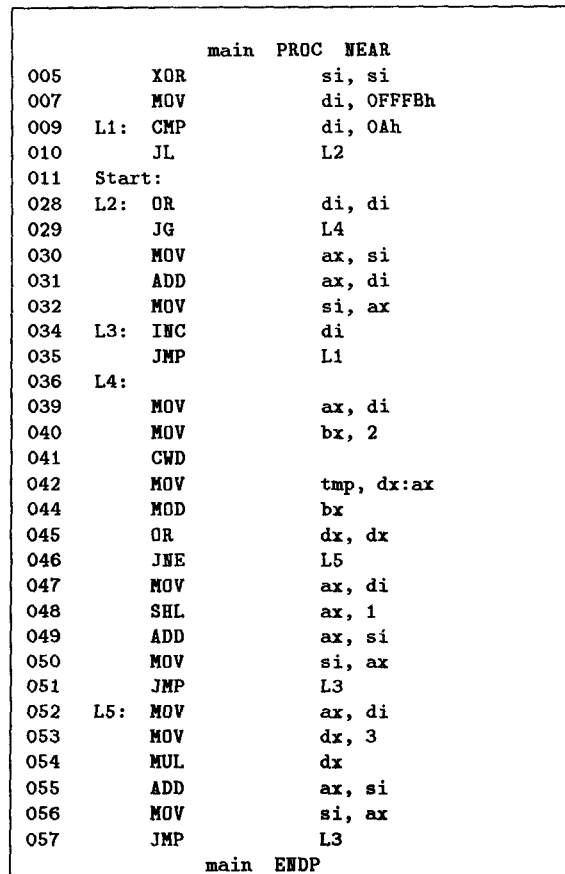 main PROC NEAR
005 XOR si, si
007 MOV di, 0FFFBh
009 L1: CMP di, 0Ah
010 JL L2
011 Start:
028 L2: OR di, di
029 JG L4
030 MOV ax, si
031 ADD ax, di
032 MOV si, ax
034 L3: INC di
035 JMP L1
036 L4:
039 MOV ax, di
040 MOV bx, 2
041 CWD
042 MOV tmp, dx:ax
044 MOD bx
045 OR dx, dx
046 JNE L5
047 MOV ax, di
048 SHL ax, 1
049 ADD ax, si
050 MOV si, ax
051 JMP L3
052 L5: MOV ax, di
053 MOV dx, 3
054 MUL dx
055 ADD ax, si
056 MOV si, ax
057 JMP L3
main ENDP